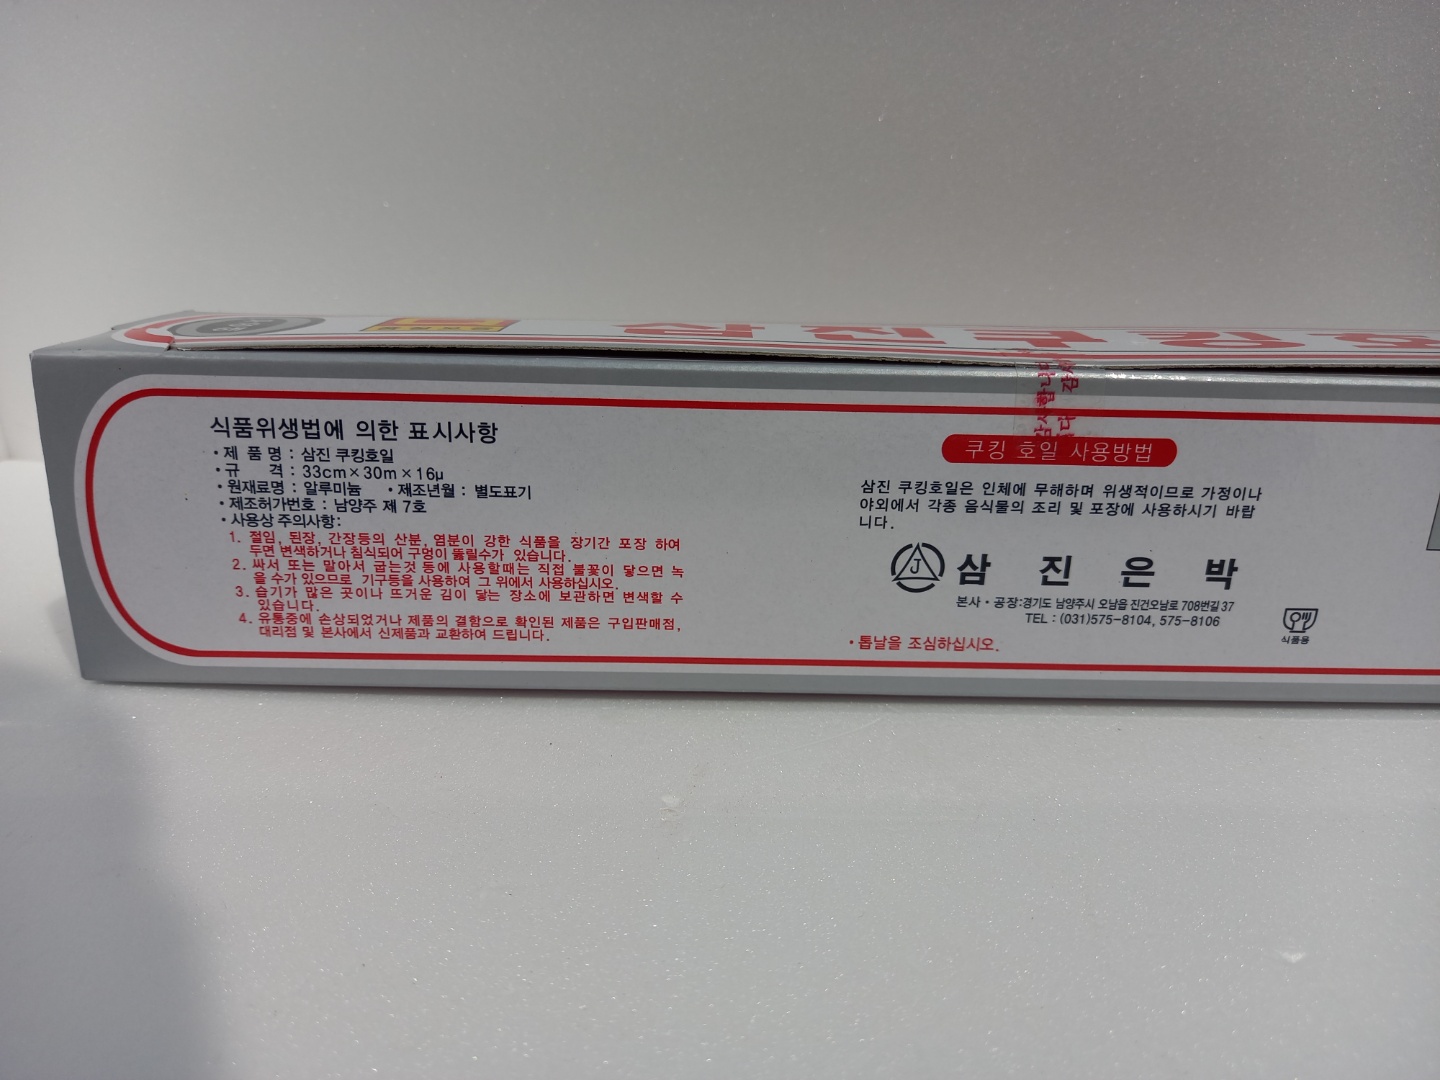 삼진쿠킹호
식품위생법에 의한 표시사항
· 제 품 명 : 삼진 쿠킹호일
· 규 격 : 33cm×30m×16μ
· 원재료명 : 알루미늄 · 제조년월 : 별도표기
· 제조허가번호 : 남양주 제 7호
· 사용상 주의사항:
1. 절임, 된장, 간장등의 산분, 염분이 강한 식품을 장기간 포장 하여
두면 변색하거나 침식되어 구멍이 뚫릴수가 있습니다.
2. 싸서 또는 말아서 굽는것 등에 사용할때는 직접 불꽃이 닿으면 녹
을 수가 있으므로 기구등을 사용하여 그 위에서 사용하십시오.
3. 습기가 많은 곳이나 뜨거운 김이 닿는 장소에 보관하면 변색할 수
있습니다.
4. 유통중에 손상되었거나 제품의 결함으로 확인된 제품은 구입판매점,
대리점 및 본사에서 신제품과 교환하여 드립니다.
감사합니다
감사
쿠킹 호일 사용방법
삼진 쿠킹호일은 인체에 무해하며 위생적이므로 가정이나
야외에서 각종 음식물의 조리 및 포장에 사용하시기 바랍
니다.
J 삼 진 은 박
본사 · 공장:경기도 남양주시 오남읍 진건오남로 708번길 37
TEL : (031)575-8104, 575-8106
식품용
· 톱날을 조심하십시오.